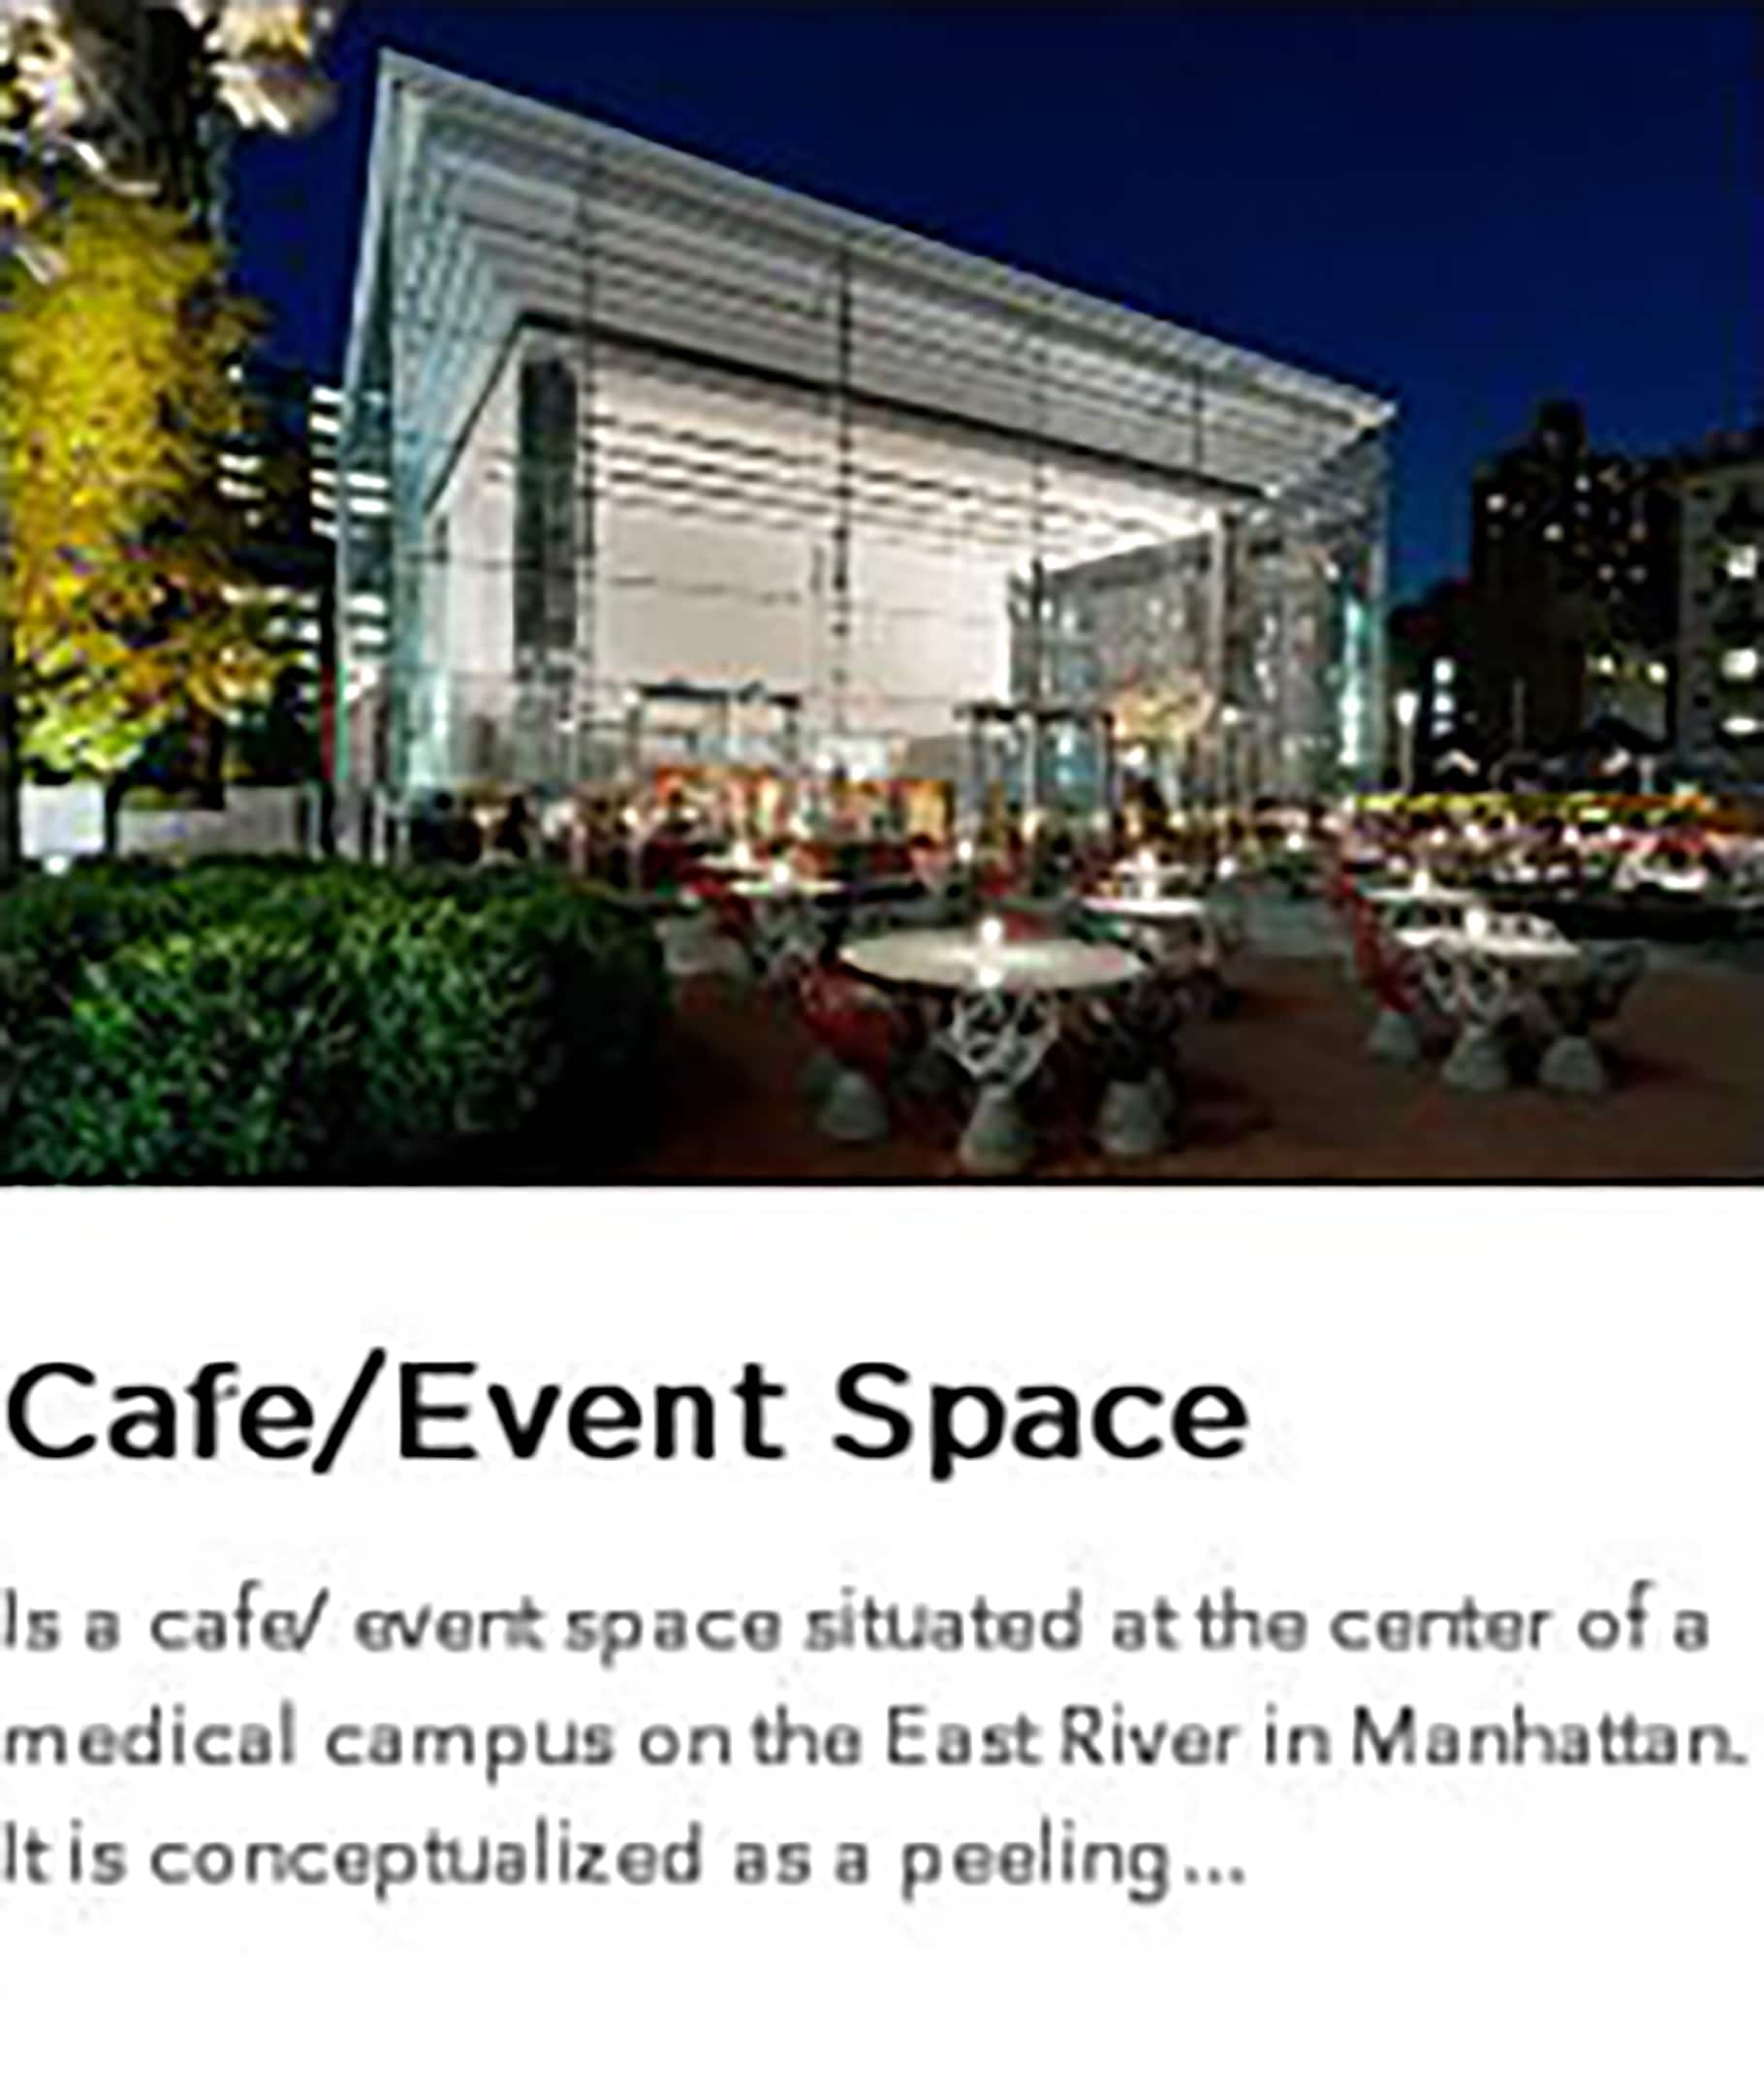 Cafe/Event Space
Is a cafe/ event space situated at the center of a
medical campus on the East River in Manhattan.
It is conceptualized as a peeling...